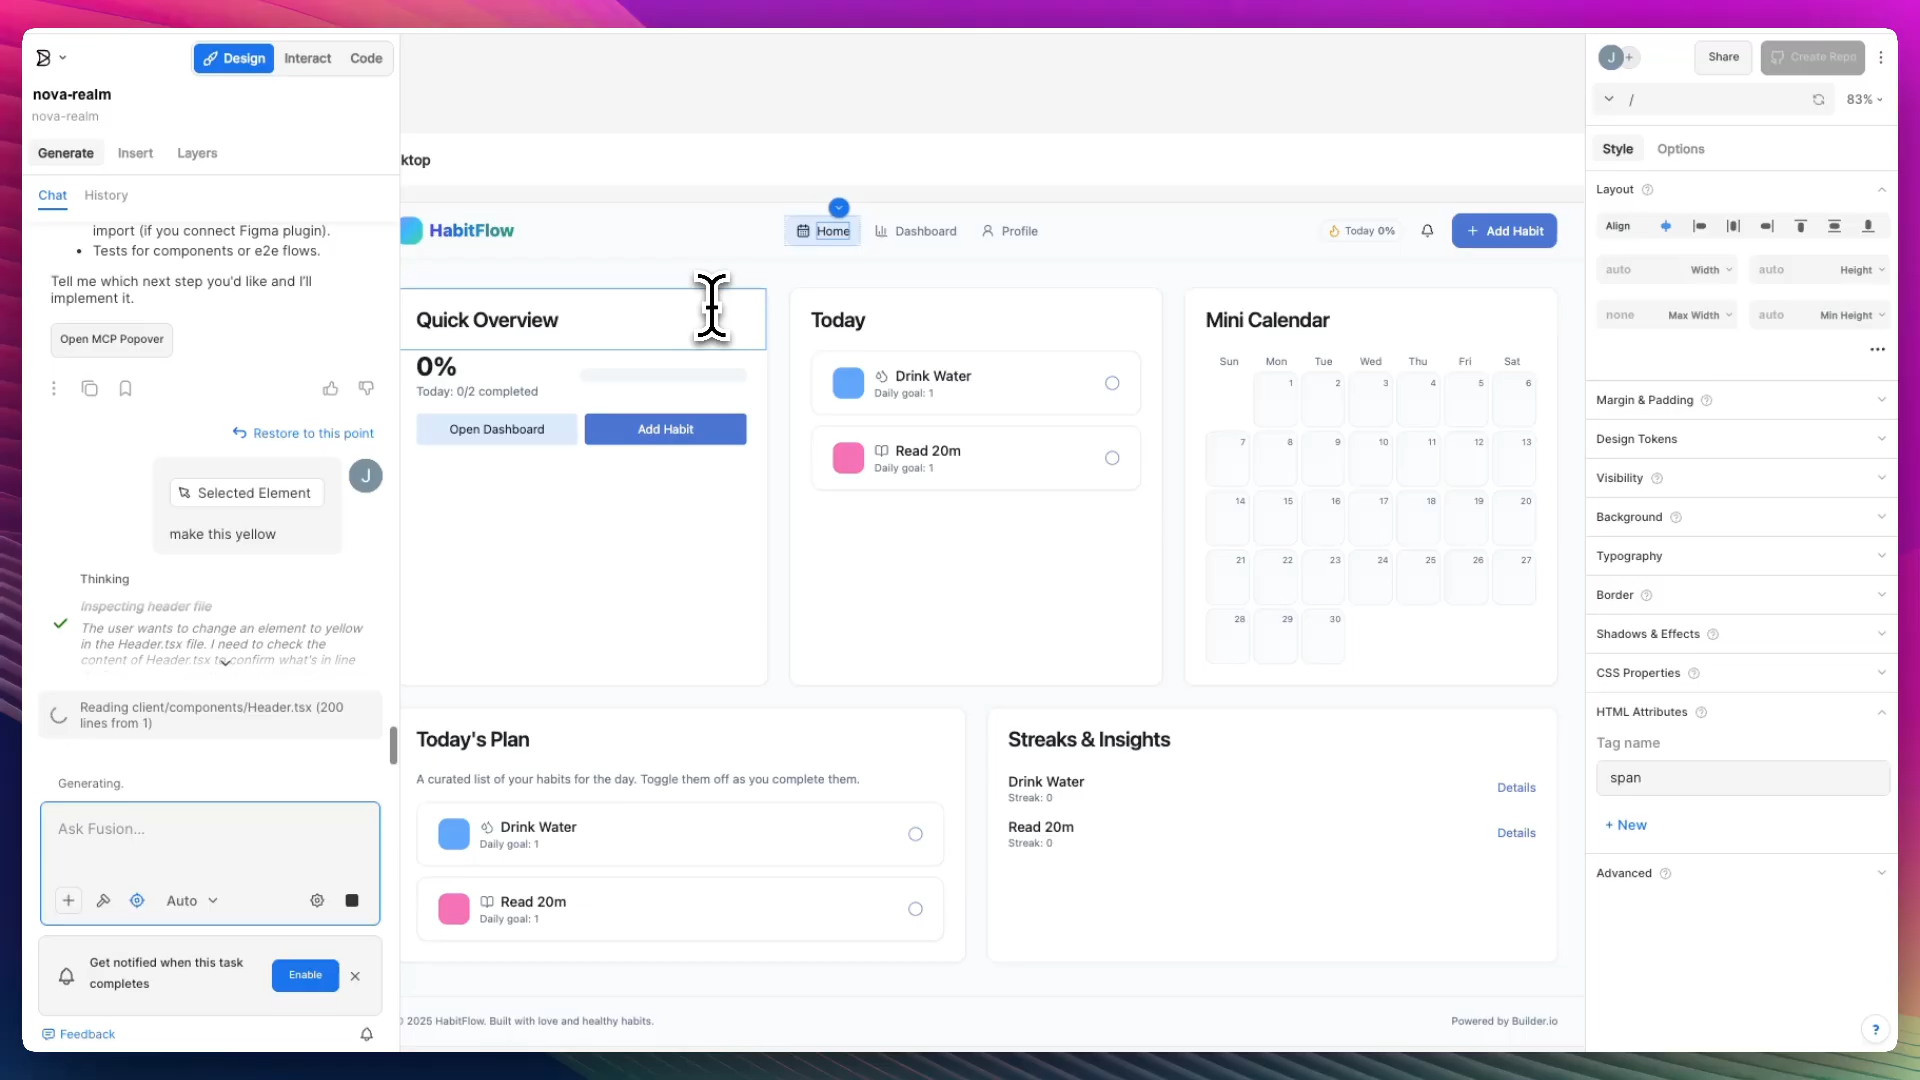 Design
Interact
Code
nova-realm
nova-realm
Generate
Insert
Layers
Chat
History
import (if you connect Figma plugin).
• Tests for components or e2e flows.
Tell me which next step you'd like and I'll
implement it.
Open MCP Popover
Restore to this point
J
Selected Element
make this yellow
Thinking
Inspecting header file
The user wants to change an element to yellow
in the Header.tsx file. I need to check the
content of Header.tsx to confirm what's in line
Reading client/components/Header.tsx (200
lines from 1)
Generating.
Ask Fusion...
Auto
Get notified when this task
completes
Enable
Feedback
ktop
HabitFlow
Home
Dashboard
Profile
Today 0%
+ Add Habit
Quick Overview
0%
Today: 0/2 completed
Open Dashboard
Add Habit
Today
Drink Water
Daily goal: 1
Read 20m
Daily goal: 1
Mini Calendar
Sun Mon Tue Wed Thu Fri Sat
1 2 3 4 5 6
7 8 9 10 11 12 13
14 15 16 17 18 19 20
21 22 23 24 25 26 27
28 29 30
Today's Plan
A curated list of your habits for the day. Toggle them off as you complete them.
Drink Water
Daily goal: 1
Read 20m
Daily goal: 1
Streaks & Insights
Drink Water
Streak: 0
Details
Read 20m
Streak: 0
Details
© 2025 HabitFlow. Built with love and healthy habits.
Powered by Builder.io
J
+
Share
Create Repo
/
83%
Style
Options
Layout
Align
auto Width
auto Height
none Max Width
auto Min Height
Margin & Padding
Design Tokens
Visibility
Background
Typography
Border
Shadows & Effects
CSS Properties
HTML Attributes
Tag name
span
+ New
Advanced
?